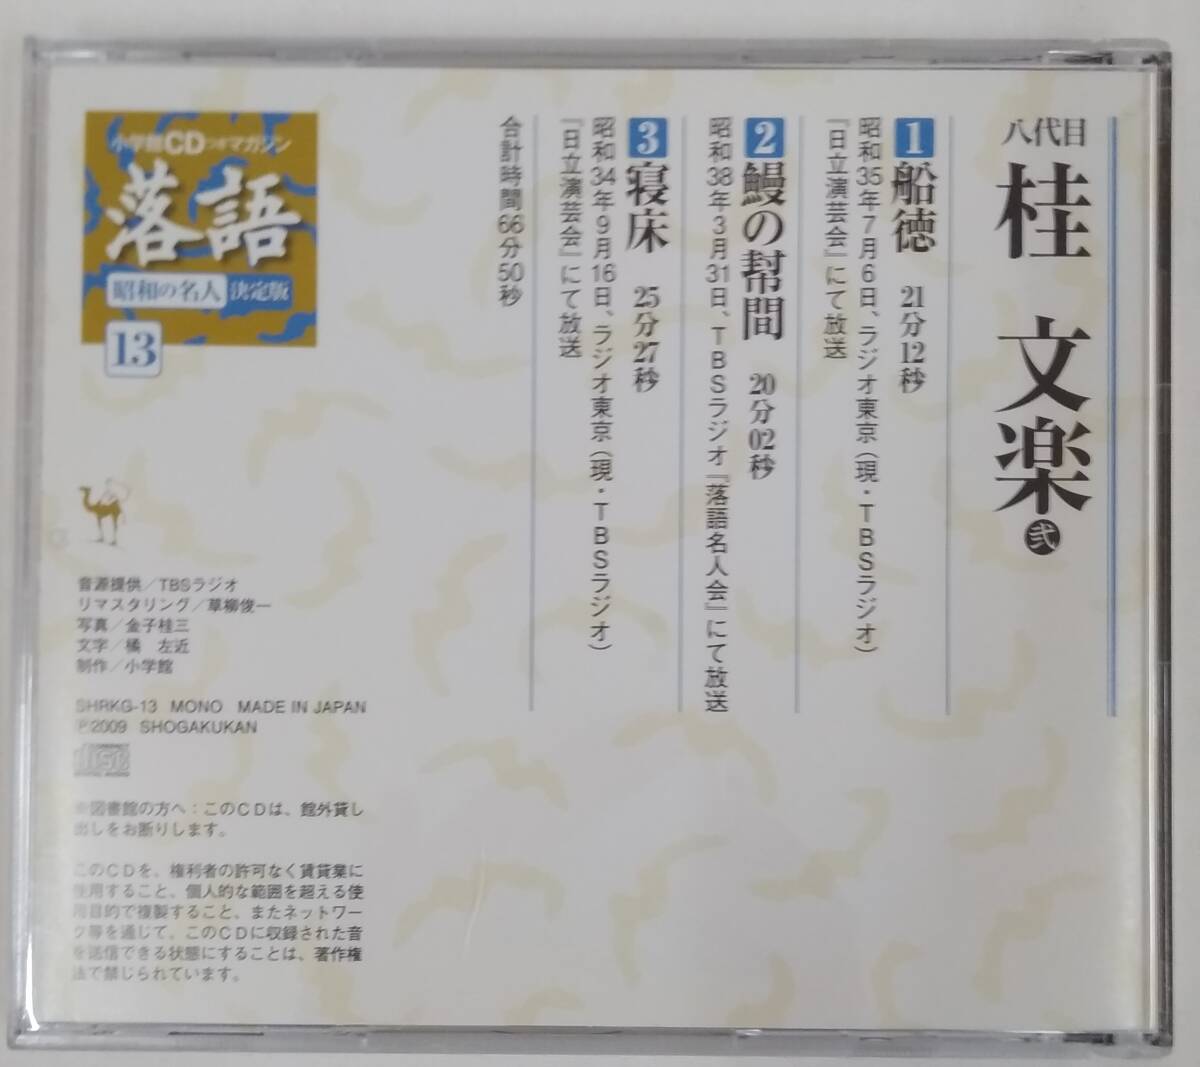 八代目
桂 文楽 弐
1 船徳 21分12秒
昭和35年7月6日、ラジオ東京(現・TBSラジオ)
『日立演芸会』にて放送
2 鰻の幇間 20分02秒
昭和38年3月31日、TBSラジオ『落語名人会』にて放送
3 寝床 25分27秒
昭和34年9月16日、ラジオ東京(現・TBSラジオ)
『日立演芸会』にて放送
合計時間66分50秒
小学館CDつきマガジン
落語
昭和の名人 決定版
13
音源提供/TBSラジオ
リマスタリング/草柳俊一
写真/金子桂三
文字/橘 左近
制作/小学館
SHRKG-13 MONO MADE IN JAPAN
Ⓟ2009 SHOGAKUKAN
COMPACT disc DIGITAL AUDIO
※図書館の方へ:このCDは、館外貸し
出しをお断りします。
このCDを、権利者の許可なく賃貸業に
使用すること、個人的な範囲を超える使
用目的で複製すること、またネットワー
ク等を通じて、このCDに収録された音
を送信できる状態にすることは、著作権
法で禁じられています。